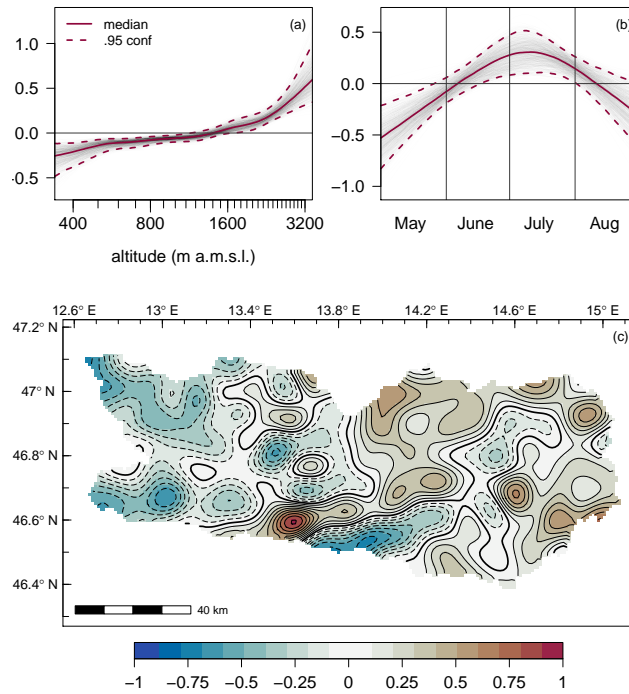 (a)
median
.95 conf
1.0
0.5
0.0
-0.5
400 800 1600 3200
altitude (m a.m.s.l.)
(b)
0.5
0.0
-0.5
-1.0
May June July Aug
12.6° E 13° E 13.4° E 13.8° E 14.2° E 14.6° E 15° E
(c)
47.2° N
47° N
46.8° N
46.6° N
46.4° N
40 km
−1 −0.75 −0.5 −0.25 0 0.25 0.5 0.75 1